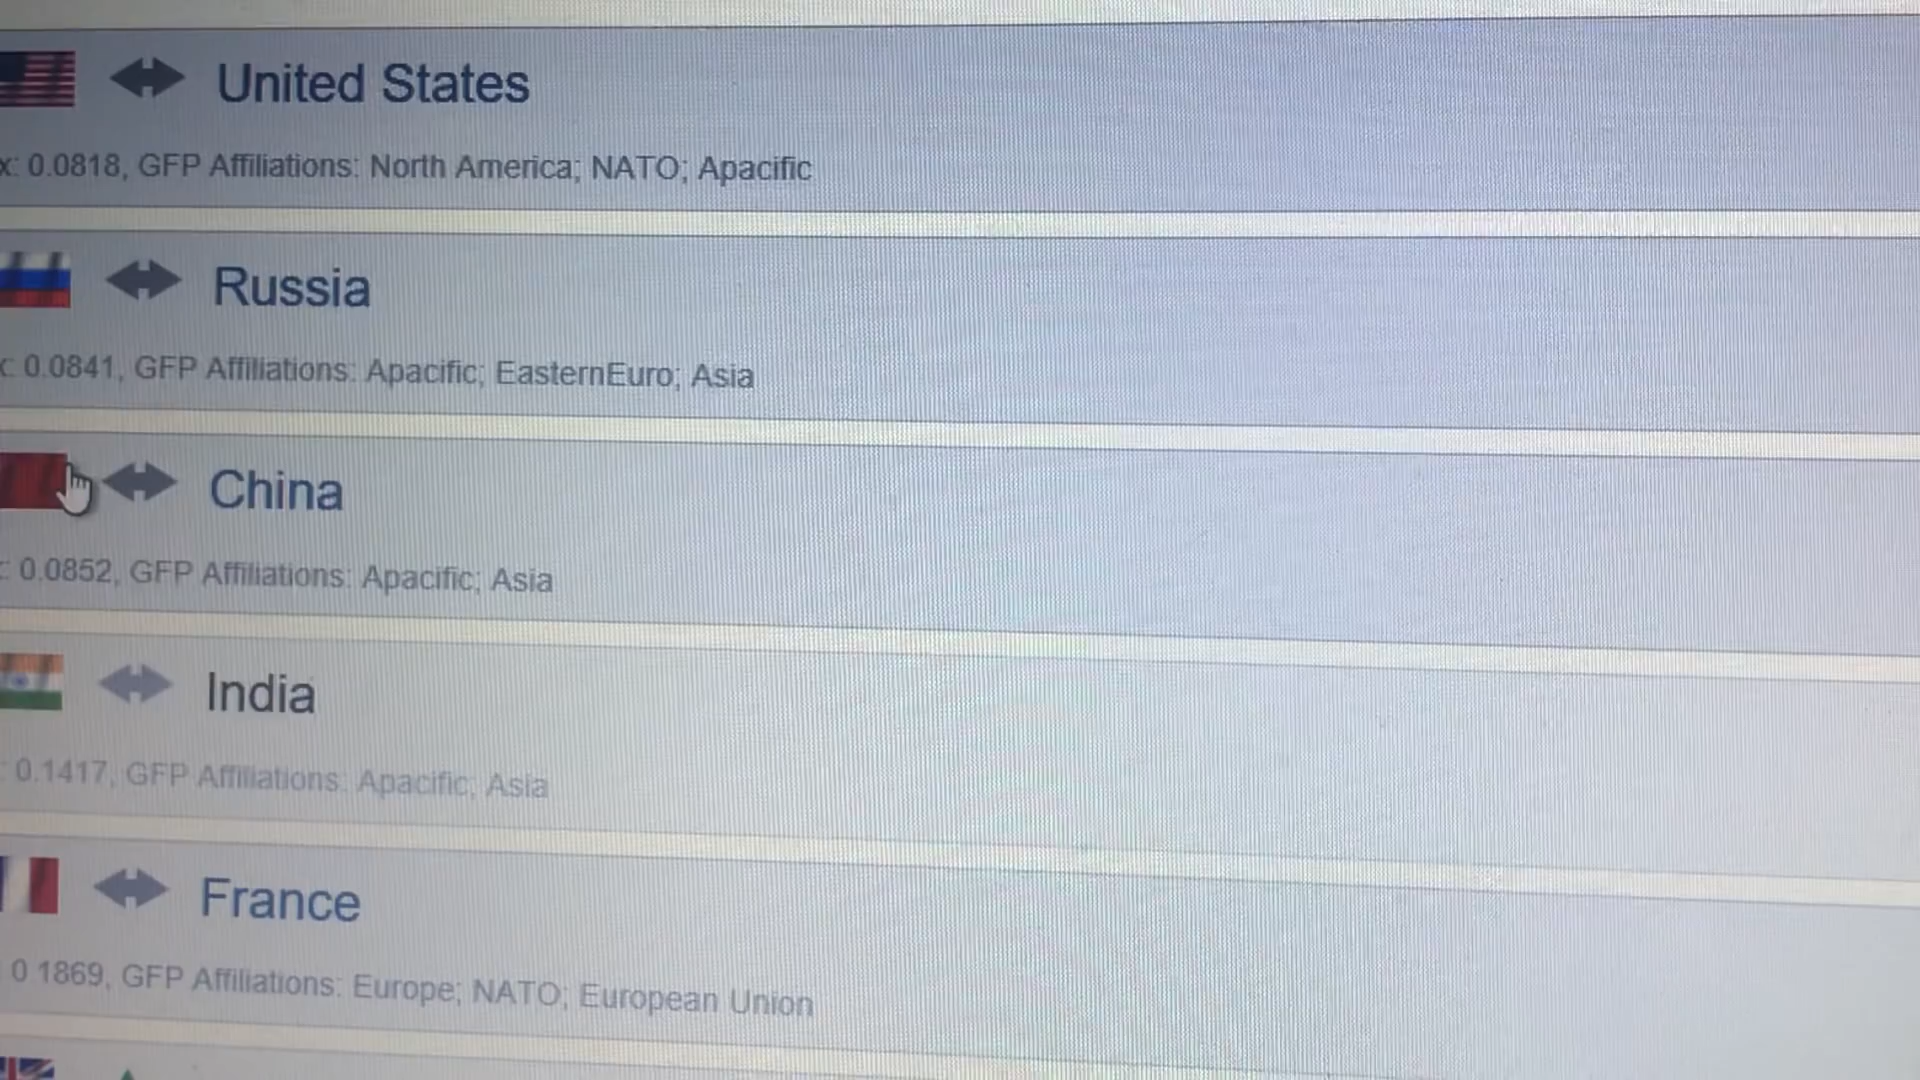 United States
x: 0.0818, GFP Affiliations: North America; NATO; Apacific
Russia
0.0841, GFP Affiliations: Apacific; EasternEuro; Asia
China
0.0852, GFP Affiliations: Apacific; Asia
India
0.1417, GFP Affiliations: Apacific; Asia
France
0.1869, GFP Affiliations: Europe; NATO; European Union